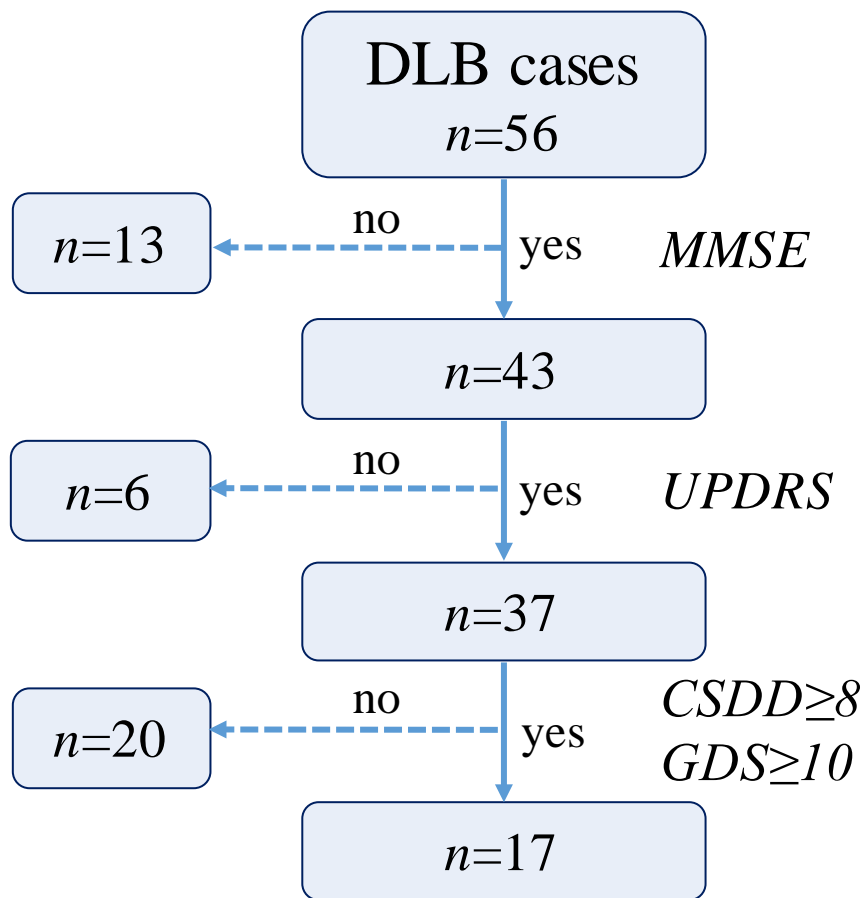 DLB cases
n=56
no
n=13
yes
MMSE
n=43
no
n=6
yes
UPDRS
n=37
no
n=20
yes
CSDD≥8
GDS≥10
n=17